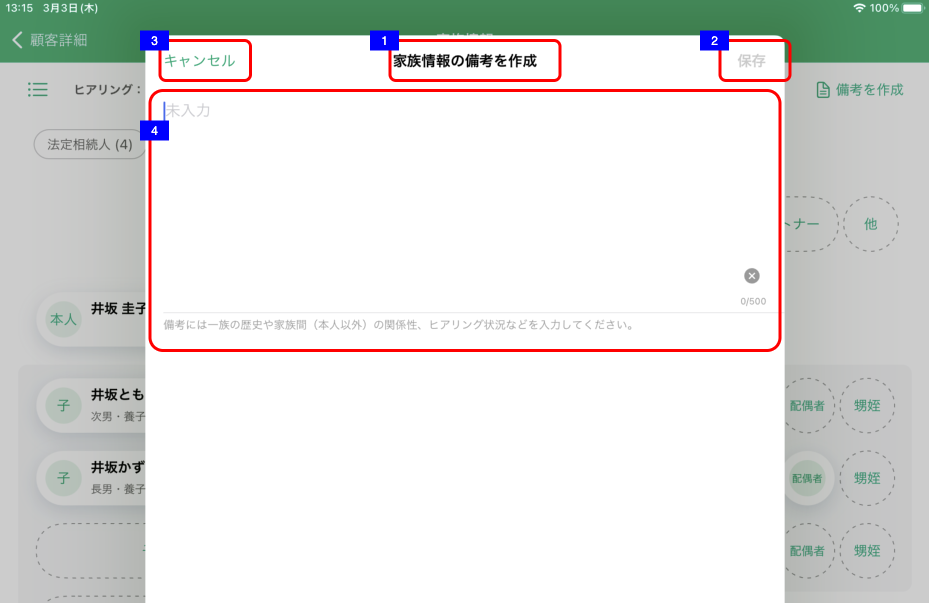 13:15 3月3日(木) 100%
顧客詳細
3 1 2
キャンセル 家族情報の備考を作成 保存
ヒアリング： 備考を作成
未入力
4
法定相続人 (4)
トナー 他
0/500
本人 井坂 圭子
備考には一族の歴史や家族間（本人以外）の関係性、ヒアリング状況などを入力してください。
子 井坂とも 配偶者 甥姪
次男・養子
子 井坂かず 配偶者 甥姪
長男・養子
配偶者 甥姪